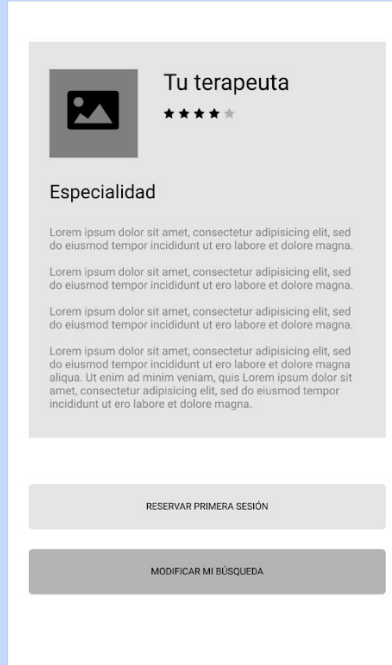 Tu terapeuta
Especialidad
Lorem ipsum dolor sit amet, consectetur adipisicing elit, sed
do eiusmod tempor incididunt ut ero labore et dolore magna.
Lorem ipsum dolor sit amet, consectetur adipisicing elit, sed
do eiusmod tempor incididunt ut ero labore et dolore magna.
Lorem ipsum dolor sit amet, consectetur adipisicing elit, sed
do eiusmod tempor incididunt ut ero labore et dolore magna.
Lorem ipsum dolor sit amet, consectetur adipisicing elit, sed
do eiusmod tempor incididunt ut ero labore et dolore magna
aliqua. Ut enim ad minim veniam, quis Lorem ipsum dolor sit
amet, consectetur adipisicing elit, sed do eiusmod tempor
incididunt ut ero labore et dolore magna.
RESERVAR PRIMERA SESIÓN
MODIFICAR MI BÚSQUEDA